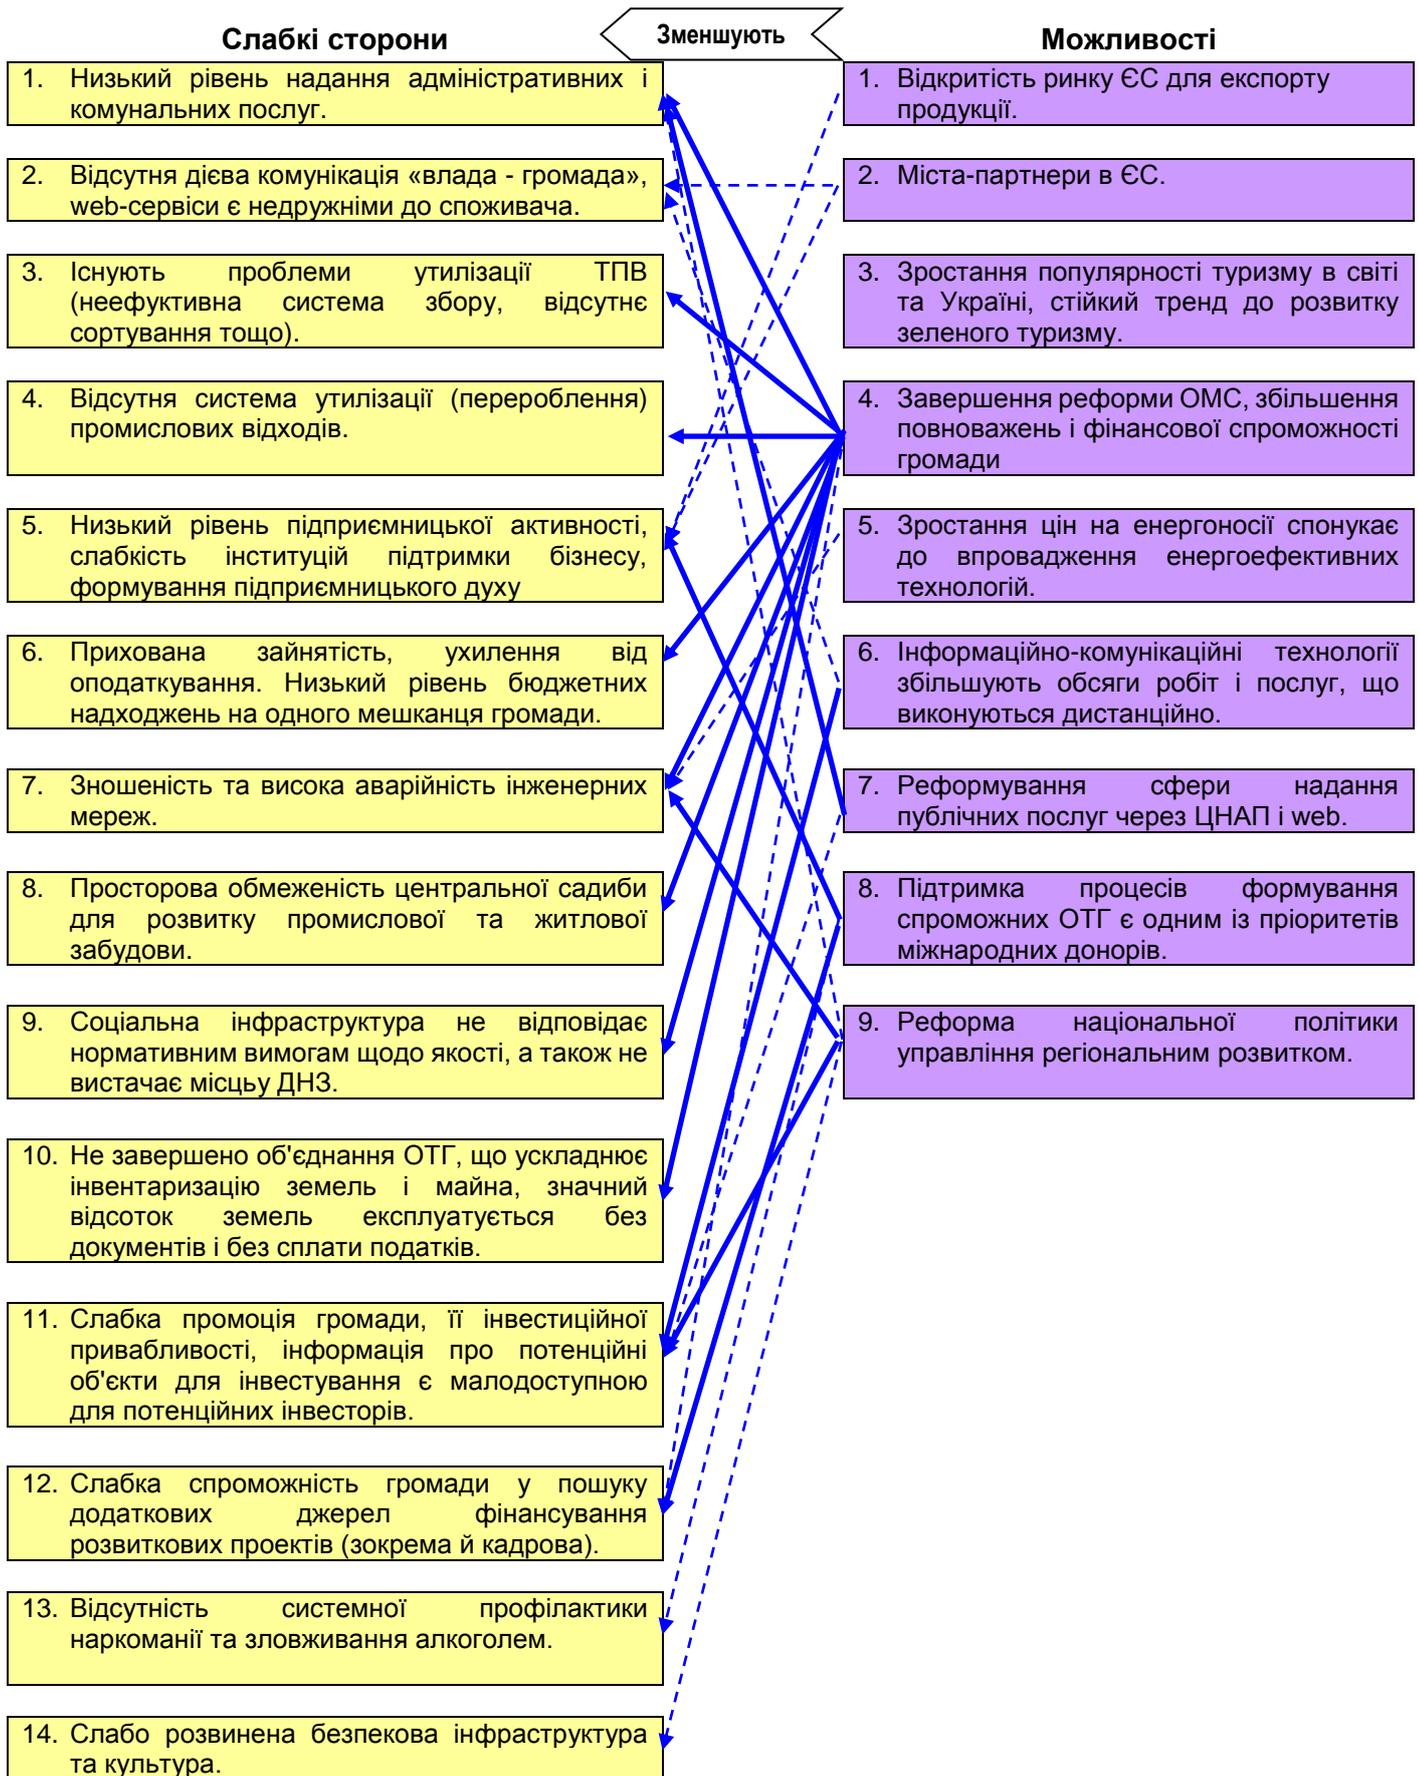 Зменшують
Слабкі сторони
Можливості
1. Низький рівень надання адміністративних і
комунальних послуг.
2. Відсутня дієва комунікація «влада - громада»,
web-сервіси є недружніми до споживача.
3. Існують проблеми утилізації ТПВ
(неефуктивна система збору, відсутнє
сортування тощо).
4. Відсутня система утилізації (перероблення)
промислових відходів.
5. Низький рівень підприємницької активності,
слабкість інституцій підтримки бізнесу,
формування підприємницького духу
6. Прихована зайнятість, ухилення від
оподаткування. Низький рівень бюджетних
надходжень на одного мешканця громади.
7. Зношеність та висока аварійність інженерних
мереж.
8. Просторова обмеженість центральної садиби
для розвитку промислової та житлової
забудови.
9. Соціальна інфраструктура не відповідає
нормативним вимогам щодо якості, а також не
вистачає місцьу ДНЗ.
10. Не завершено об'єднання ОТГ, що ускладнює
інвентаризацію земель і майна, значний
відсоток земель експлуатується без
документів і без сплати податків.
11. Слабка промоція громади, її інвестиційної
привабливості, інформація про потенційні
об'єкти для інвестування є малодоступною
для потенційних інвесторів.
12. Слабка спроможність громади у пошуку
додаткових джерел фінансування
розвиткових проектів (зокрема й кадрова).
13. Відсутність системної профілактики
наркоманії та зловживання алкоголем.
14. Слабо розвинена безпекова інфраструктура
та культура.
1. Відкритість ринку ЄС для експорту
продукції.
2. Міста-партнери в ЄС.
3. Зростання популярності туризму в світі
та Україні, стійкий тренд до розвитку
зеленого туризму.
4. Завершення реформи ОМС, збільшення
повноважень і фінансової спроможності
громади
5. Зростання цін на енергоносії спонукає
до впровадження енергоефективних
технологій.
6. Інформаційно-комунікаційні технології
збільшують обсяги робіт і послуг, що
виконуються дистанційно.
7. Реформування сфери надання
публічних послуг через ЦНАП і web.
8. Підтримка процесів формування
спроможних ОТГ є одним із пріоритетів
міжнародних донорів.
9. Реформа національної політики
управління регіональним розвитком.